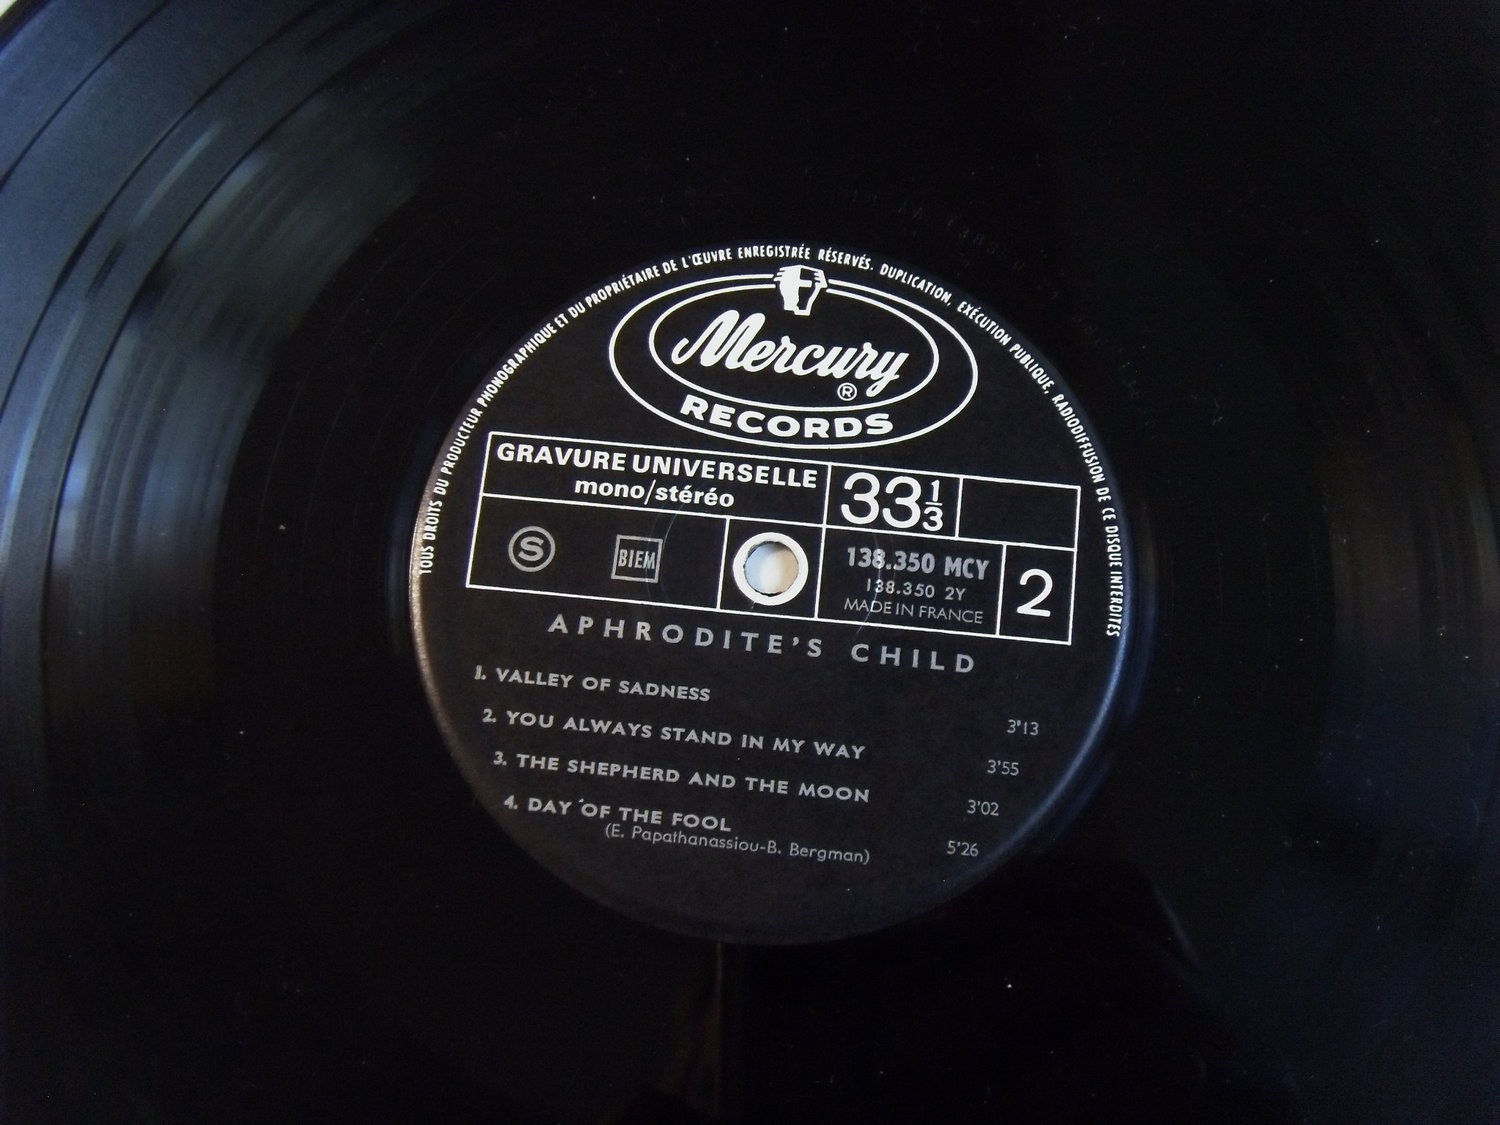 TOUS DROITS DU PRODUCTEUR PHONOGRAPHIQUE ET DU PROPRIÉTAIRE DE L'ŒUVRE ENREGISTRÉE RÉSERVÉS. DUPLICATION, EXÉCUTION PUBLIQUE, RADIODIFFUSION DE CE DISQUE INTERDITES
Mercury
®
RECORDS
GRAVURE UNIVERSELLE
mono/stéréo
33 1/3
S
BIEM
138.350 MCY
138.350 2Y
MADE IN FRANCE
2
APHRODITE'S CHILD
1. VALLEY OF SADNESS 3'13
2. YOU ALWAYS STAND IN MY WAY 3'55
3. THE SHEPHERD AND THE MOON 3'02
4. DAY OF THE FOOL 5'26
(E. Papathanassiou-B. Bergman)